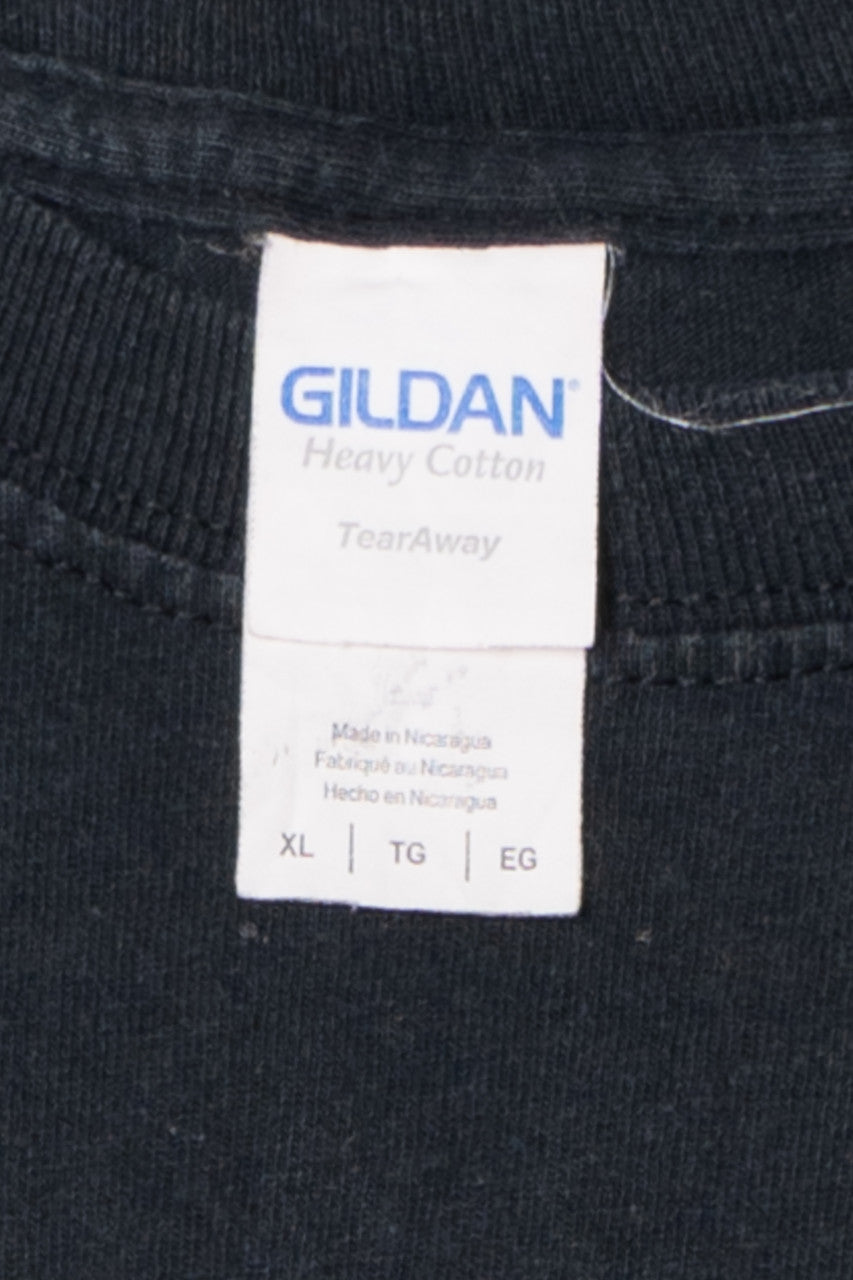 GILDAN®
Heavy Cotton
TearAway
Made in Nicaragua
Fabriqué au Nicaragua
Hecho en Nicaragua
XL | TG | EG